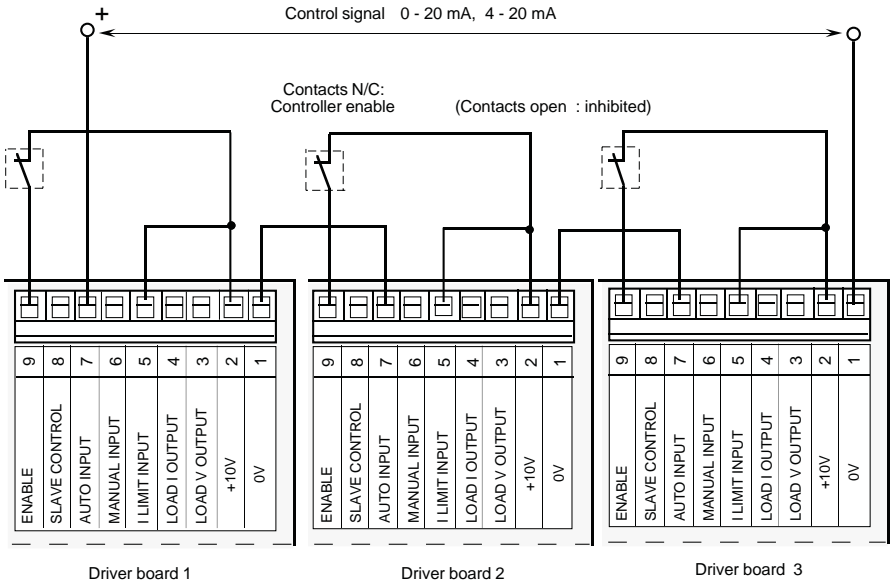 +
Control signal 0 - 20 mA, 4 - 20 mA
Contacts N/C:
Controller enable (Contacts open : inhibited)
9 8 7 6 5 4 3 2 1
ENABLE
SLAVE CONTROL
AUTO INPUT
MANUAL INPUT
I LIMIT INPUT
LOAD I OUTPUT
LOAD V OUTPUT
+10V
0V
Driver board 1
9 8 7 6 5 4 3 2 1
ENABLE
SLAVE CONTROL
AUTO INPUT
MANUAL INPUT
I LIMIT INPUT
LOAD I OUTPUT
LOAD V OUTPUT
+10V
0V
Driver board 2
9 8 7 6 5 4 3 2 1
ENABLE
SLAVE CONTROL
AUTO INPUT
MANUAL INPUT
I LIMIT INPUT
LOAD I OUTPUT
LOAD V OUTPUT
+10V
0V
Driver board 3